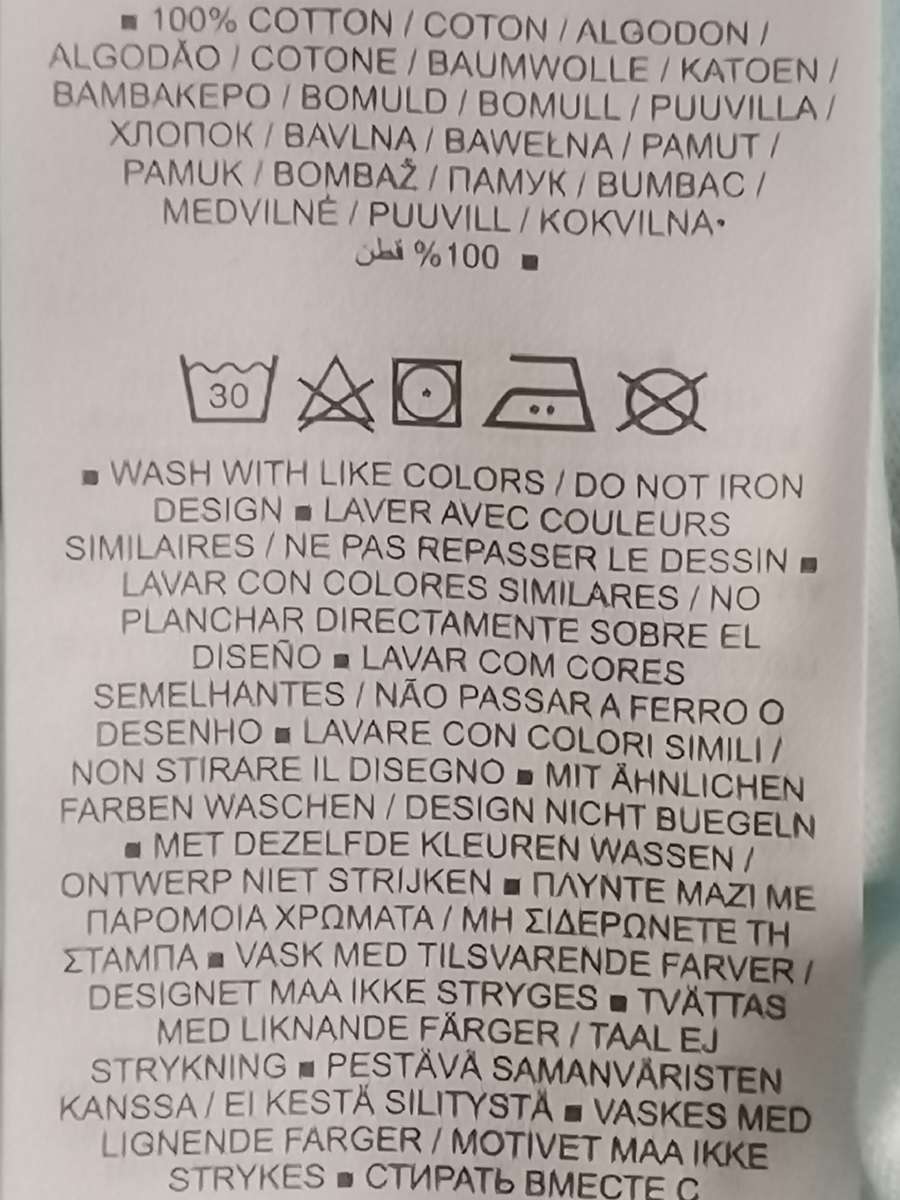 ■ 100% COTTON / COTON / ALGODON /
ALGODÃO / COTONE / BAUMWOLLE / KATOEN /
ΒΑΜΒΑΚΕΡΟ / BOMULD / BOMULL / PUUVILLA /
ХЛОПОК / BAVLNA / BAWEŁNA / PAMUT /
PAMUK / BOMBAŽ / ПАМУК / BUMBAC /
MEDVILNĖ / PUUVILL / KOKVILNA•
■ 100% قطن
30
■ WASH WITH LIKE COLORS / DO NOT IRON
DESIGN ■ LAVER AVEC COULEURS
SIMILAIRES / NE PAS REPASSER LE DESSIN ■
LAVAR CON COLORES SIMILARES / NO
PLANCHAR DIRECTAMENTE SOBRE EL
DISEÑO ■ LAVAR COM CORES
SEMELHANTES / NÃO PASSAR A FERRO O
DESENHO ■ LAVARE CON COLORI SIMILI /
NON STIRARE IL DISEGNO ■ MIT ÄHNLICHEN
FARBEN WASCHEN / DESIGN NICHT BUEGELN
■ MET DEZELFDE KLEUREN WASSEN /
ONTWERP NIET STRIJKEN ■ ΠΛΥΝΤΕ ΜΑΖΙ ΜΕ
ΠΑΡΟΜΟΙΑ ΧΡΩΜΑΤΑ / ΜΗ ΣΙΔΕΡΩΝΕΤΕ ΤΗ
ΣΤΑΜΠΑ ■ VASK MED TILSVARENDE FARVER /
DESIGNET MAA IKKE STRYGES ■ TVÄTTAS
MED LIKNANDE FÄRGER / TAAL EJ
STRYKNING ■ PESTÄVÄ SAMANVÄRISTEN
KANSSA / EI KESTÄ SILITYSTÄ ■ VASKES MED
LIGNENDE FARGER / MOTIVET MAA IKKE
STRYKES ■ СТИРАТЬ ВМЕСТЕ С